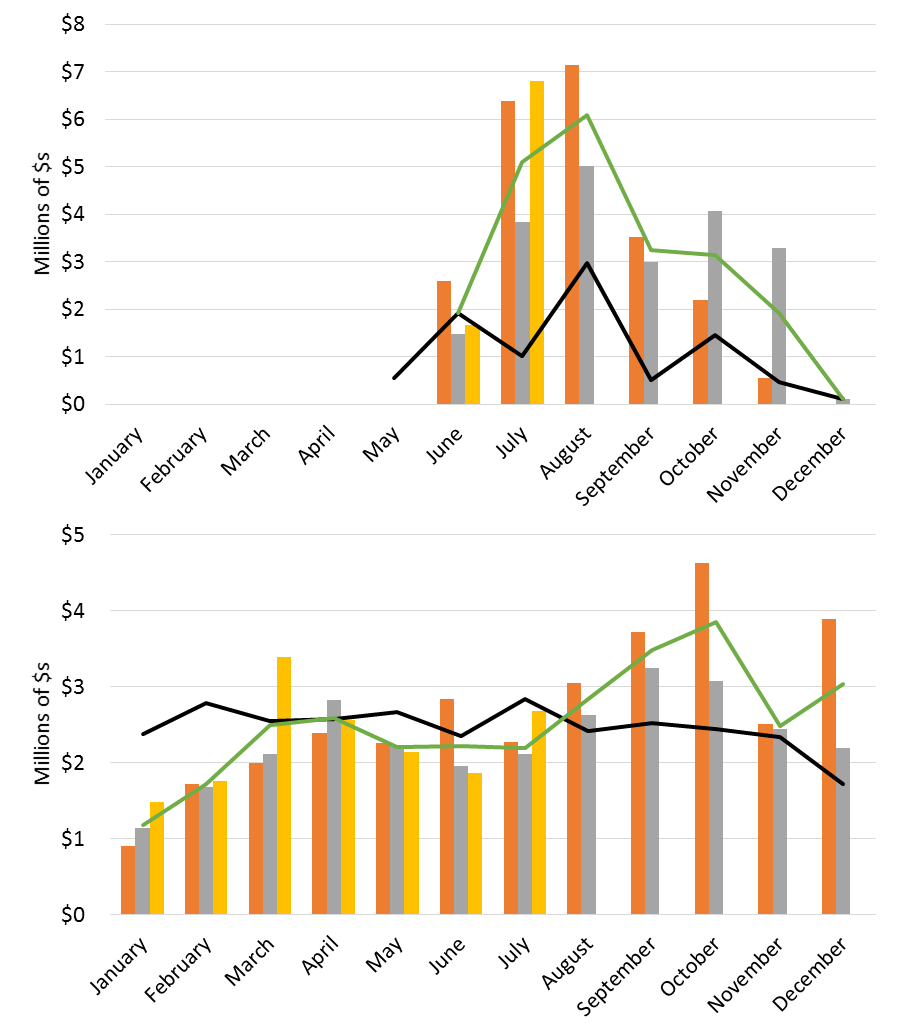 $8
$7
$6
$5
$4
$3
$2
$1
$0
Millions of $s
January
February
March
April
May
June
July
August
September
October
November
December
$5
$4
$3
$2
$1
$0
Millions of $s
January
February
March
April
May
June
July
August
September
October
November
December